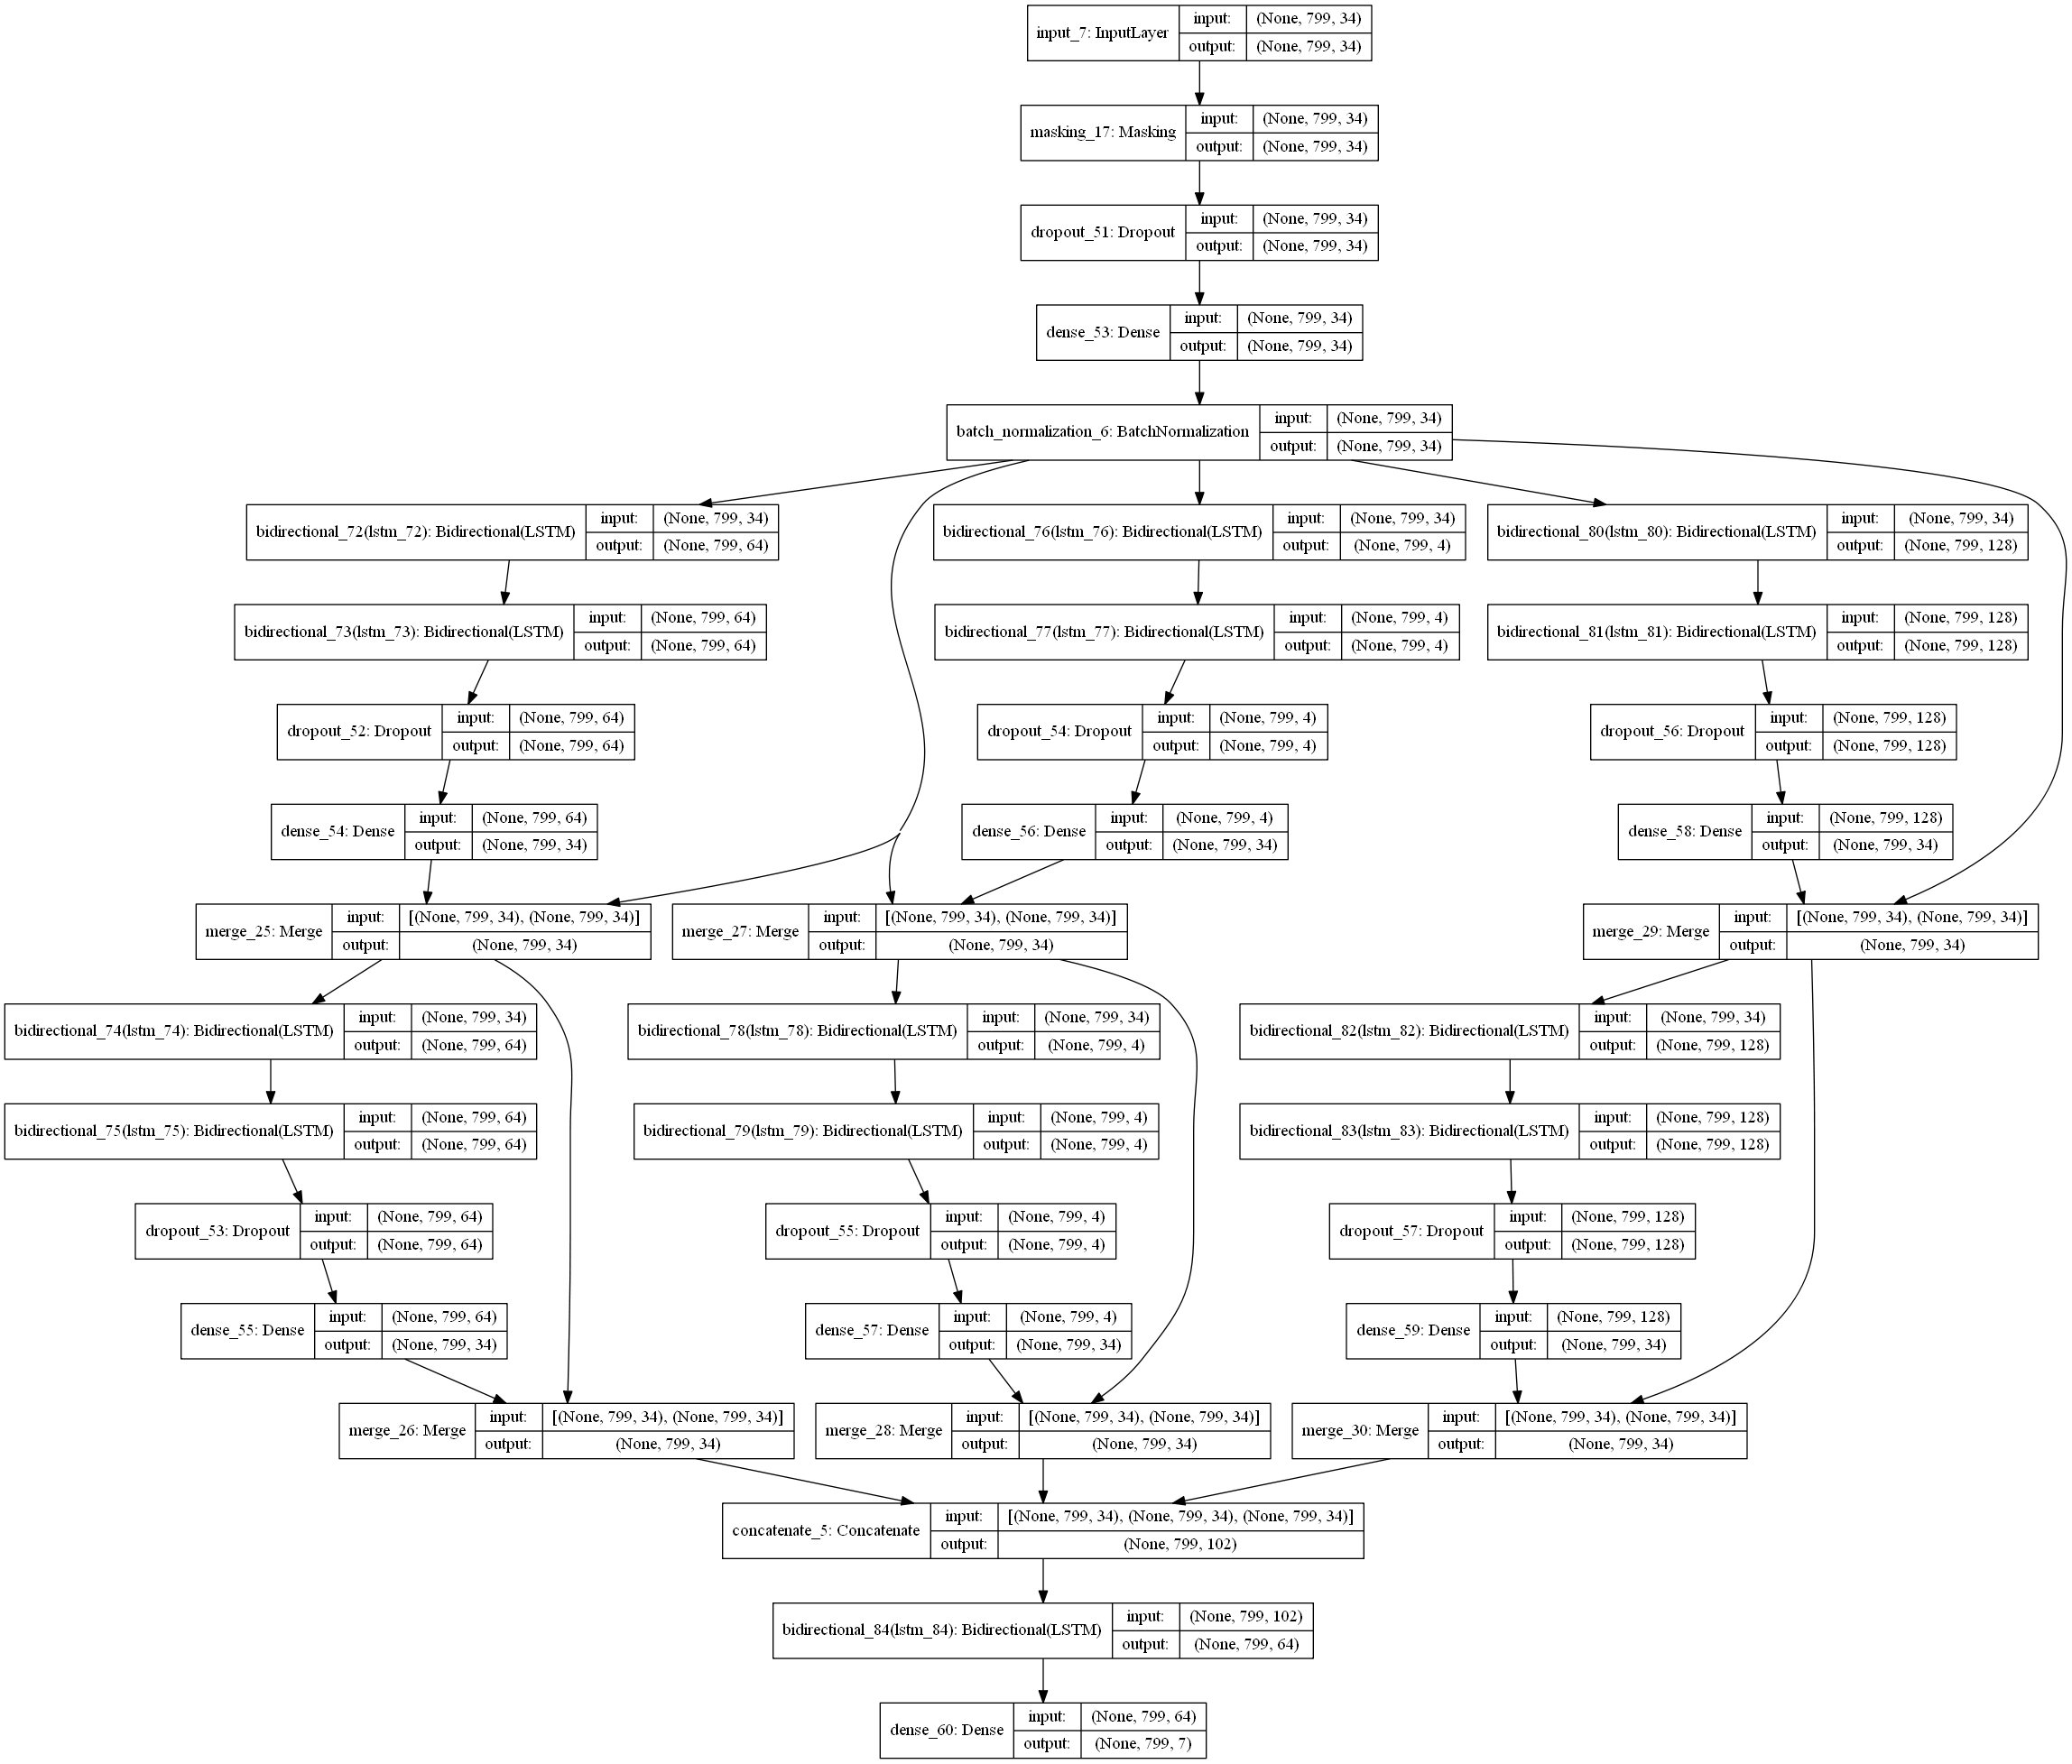 input_7: InputLayer
input: (None, 799, 34)
output: (None, 799, 34)
masking_17: Masking
input: (None, 799, 34)
output: (None, 799, 34)
dropout_51: Dropout
input: (None, 799, 34)
output: (None, 799, 34)
dense_53: Dense
input: (None, 799, 34)
output: (None, 799, 34)
batch_normalization_6: BatchNormalization
input: (None, 799, 34)
output: (None, 799, 34)
bidirectional_72(lstm_72): Bidirectional(LSTM)
input: (None, 799, 34)
output: (None, 799, 64)
bidirectional_76(lstm_76): Bidirectional(LSTM)
input: (None, 799, 34)
output: (None, 799, 4)
bidirectional_80(lstm_80): Bidirectional(LSTM)
input: (None, 799, 34)
output: (None, 799, 128)
bidirectional_73(lstm_73): Bidirectional(LSTM)
input: (None, 799, 64)
output: (None, 799, 64)
bidirectional_77(lstm_77): Bidirectional(LSTM)
input: (None, 799, 4)
output: (None, 799, 4)
bidirectional_81(lstm_81): Bidirectional(LSTM)
input: (None, 799, 128)
output: (None, 799, 128)
dropout_52: Dropout
input: (None, 799, 64)
output: (None, 799, 64)
dropout_54: Dropout
input: (None, 799, 4)
output: (None, 799, 4)
dropout_56: Dropout
input: (None, 799, 128)
output: (None, 799, 128)
dense_54: Dense
input: (None, 799, 64)
output: (None, 799, 34)
dense_56: Dense
input: (None, 799, 4)
output: (None, 799, 34)
dense_58: Dense
input: (None, 799, 128)
output: (None, 799, 34)
merge_25: Merge
input: [(None, 799, 34), (None, 799, 34)]
output: (None, 799, 34)
merge_27: Merge
input: [(None, 799, 34), (None, 799, 34)]
output: (None, 799, 34)
merge_29: Merge
input: [(None, 799, 34), (None, 799, 34)]
output: (None, 799, 34)
bidirectional_74(lstm_74): Bidirectional(LSTM)
input: (None, 799, 34)
output: (None, 799, 64)
bidirectional_78(lstm_78): Bidirectional(LSTM)
input: (None, 799, 34)
output: (None, 799, 4)
bidirectional_82(lstm_82): Bidirectional(LSTM)
input: (None, 799, 34)
output: (None, 799, 128)
bidirectional_75(lstm_75): Bidirectional(LSTM)
input: (None, 799, 64)
output: (None, 799, 64)
bidirectional_79(lstm_79): Bidirectional(LSTM)
input: (None, 799, 4)
output: (None, 799, 4)
bidirectional_83(lstm_83): Bidirectional(LSTM)
input: (None, 799, 128)
output: (None, 799, 128)
dropout_53: Dropout
input: (None, 799, 64)
output: (None, 799, 64)
dropout_55: Dropout
input: (None, 799, 4)
output: (None, 799, 4)
dropout_57: Dropout
input: (None, 799, 128)
output: (None, 799, 128)
dense_55: Dense
input: (None, 799, 64)
output: (None, 799, 34)
dense_57: Dense
input: (None, 799, 4)
output: (None, 799, 34)
dense_59: Dense
input: (None, 799, 128)
output: (None, 799, 34)
merge_26: Merge
input: [(None, 799, 34), (None, 799, 34)]
output: (None, 799, 34)
merge_28: Merge
input: [(None, 799, 34), (None, 799, 34)]
output: (None, 799, 34)
merge_30: Merge
input: [(None, 799, 34), (None, 799, 34)]
output: (None, 799, 34)
concatenate_5: Concatenate
input: [(None, 799, 34), (None, 799, 34), (None, 799, 34)]
output: (None, 799, 102)
bidirectional_84(lstm_84): Bidirectional(LSTM)
input: (None, 799, 102)
output: (None, 799, 64)
dense_60: Dense
input: (None, 799, 64)
output: (None, 799, 7)